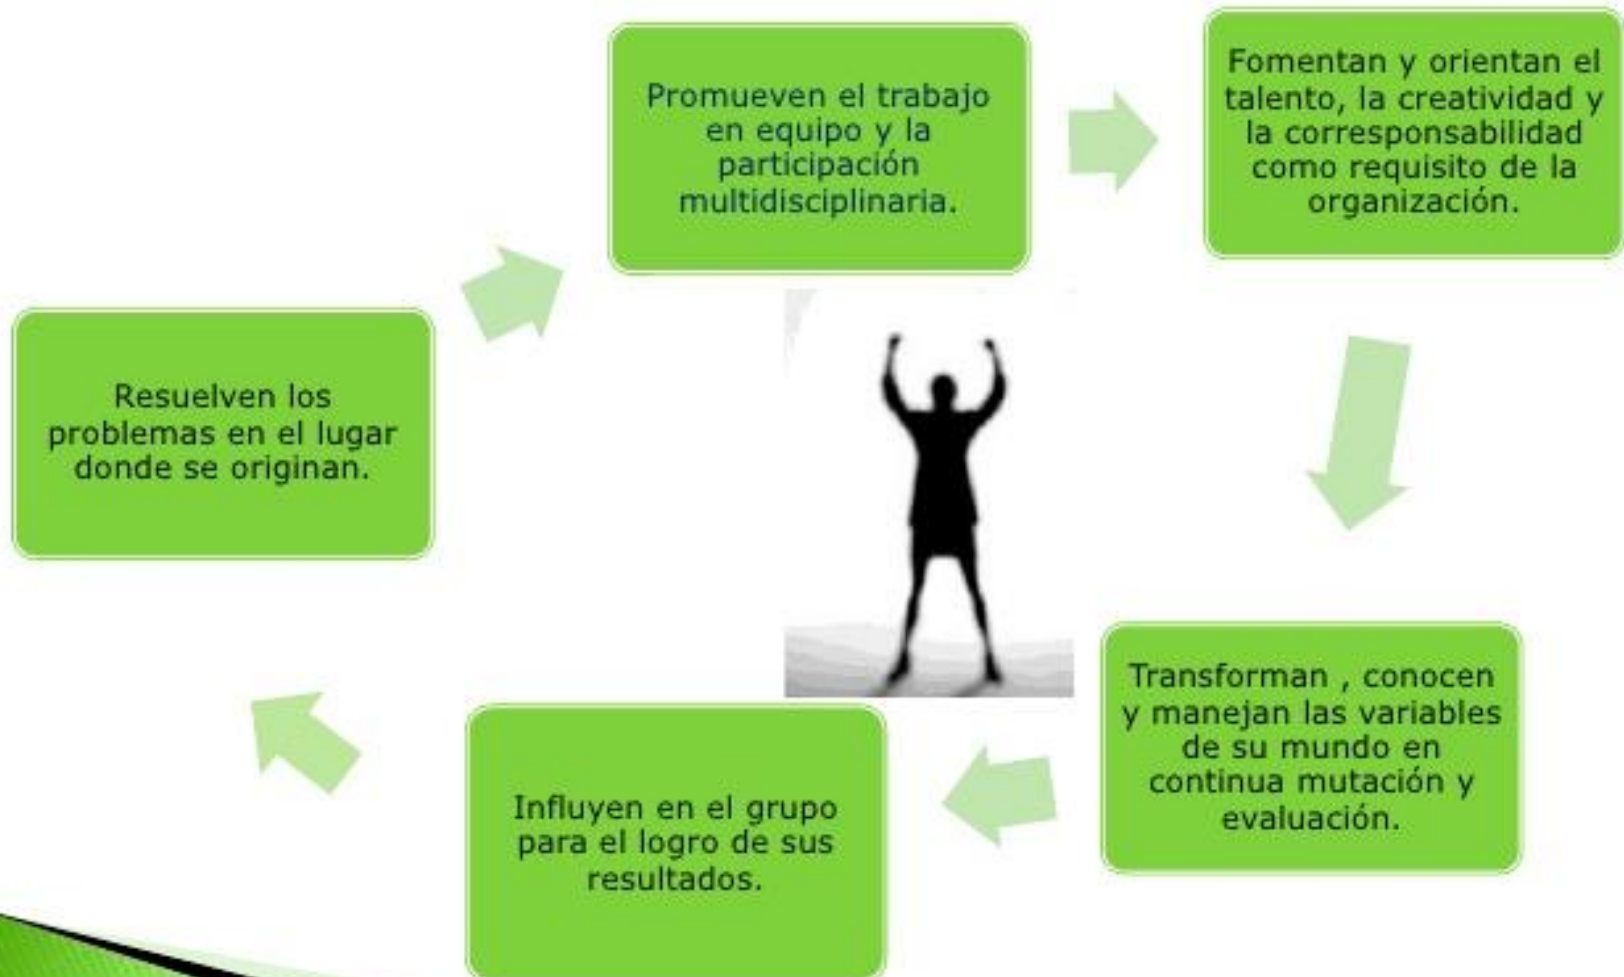 Promueven el trabajo
en equipo y la
participación
multidisciplinaria.
Fomentan y orientan el
talento, la creatividad y
la corresponsabilidad
como requisito de la
organización.
Transforman , conocen
y manejan las variables
de su mundo en
continua mutación y
evaluación.
Influyen en el grupo
para el logro de sus
resultados.
Resuelven los
problemas en el lugar
donde se originan.